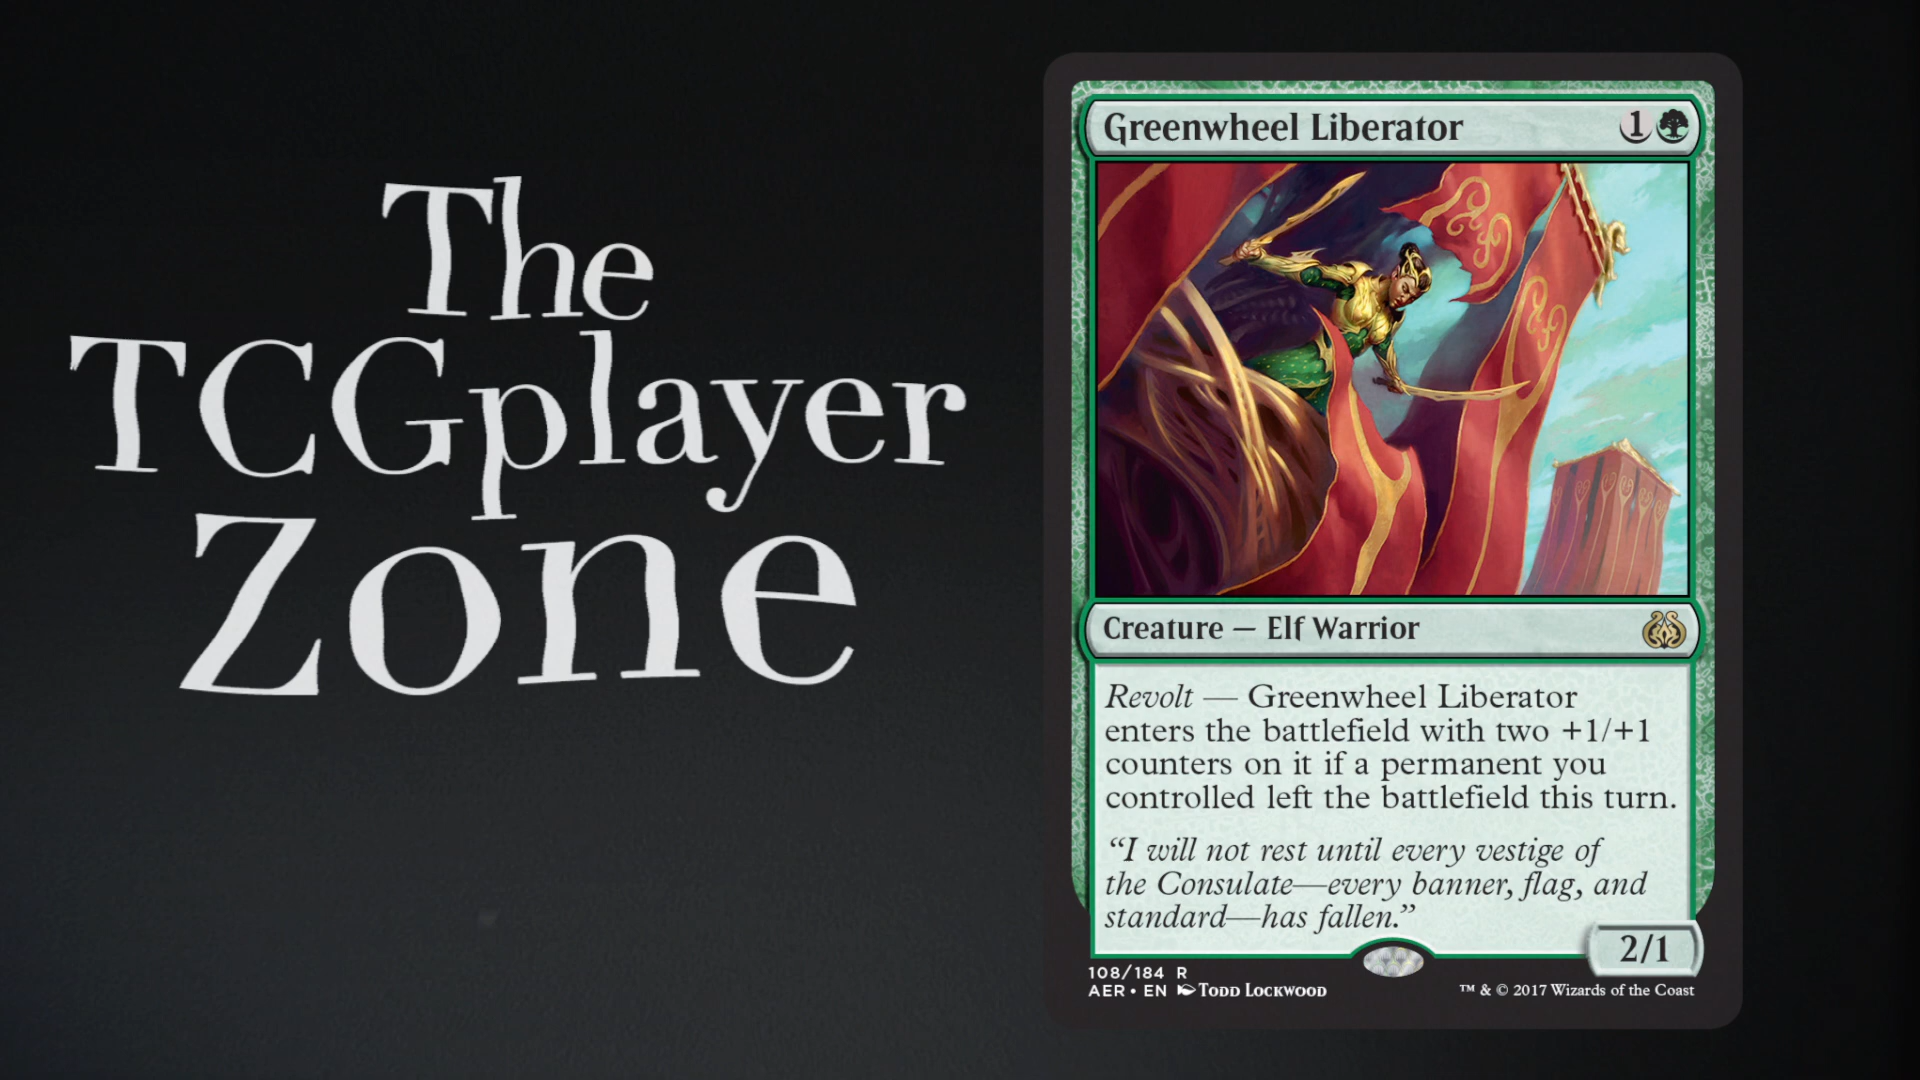 The
TCGplayer
Zone
Greenwheel Liberator
1
Creature — Elf Warrior
Revolt — Greenwheel Liberator
enters the battlefield with two +1/+1
counters on it if a permanent you
controlled left the battlefield this turn.
“I will not rest until every vestige of
the Consulate—every banner, flag, and
standard—has fallen.”
2/1
108/184 R
AER • EN Todd Lockwood
™ & © 2017 Wizards of the Coast